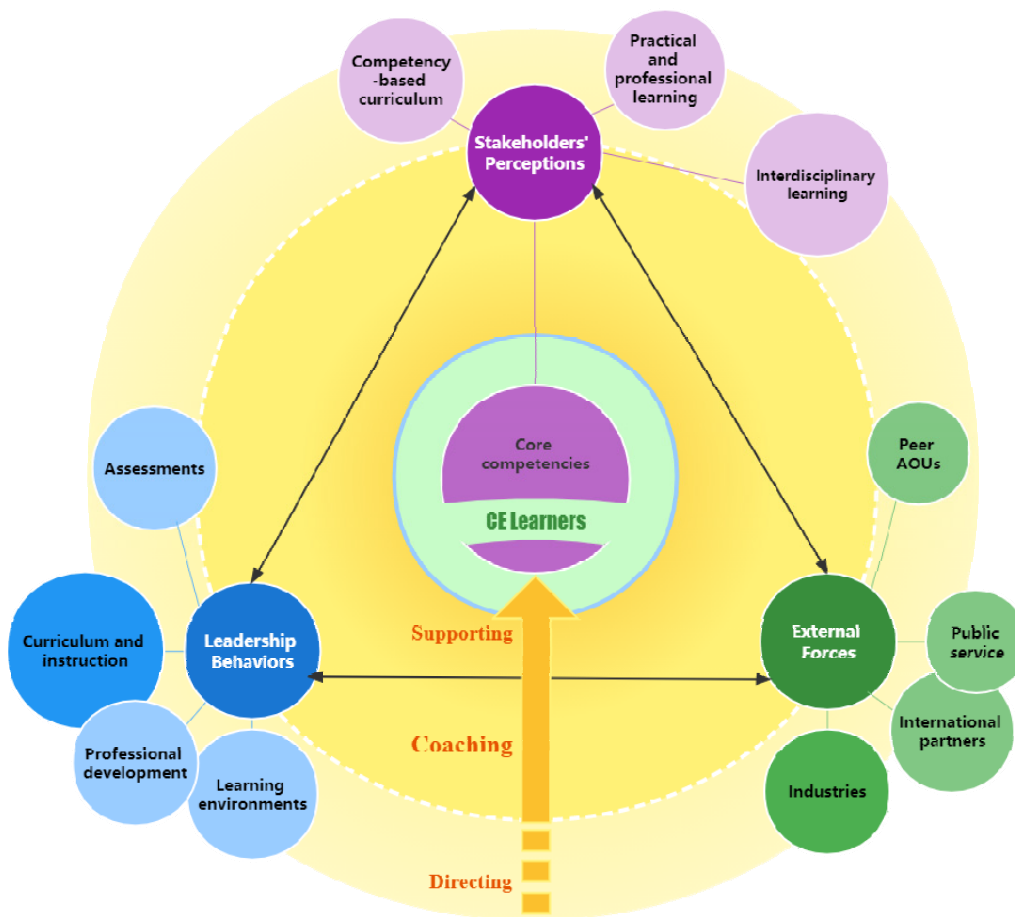 Competency
-based
curriculum
Practical
and
professional
learning
Stakeholders'
Perceptions
Interdisciplinary
learning
Core
competencies
CE Learners
Assessments
Peer
AOUs
Curriculum and
instruction
Leadership
Behaviors
Supporting
External
Forces
Public
service
Professional
development
Learning
environments
Coaching
International
partners
Industries
Directing